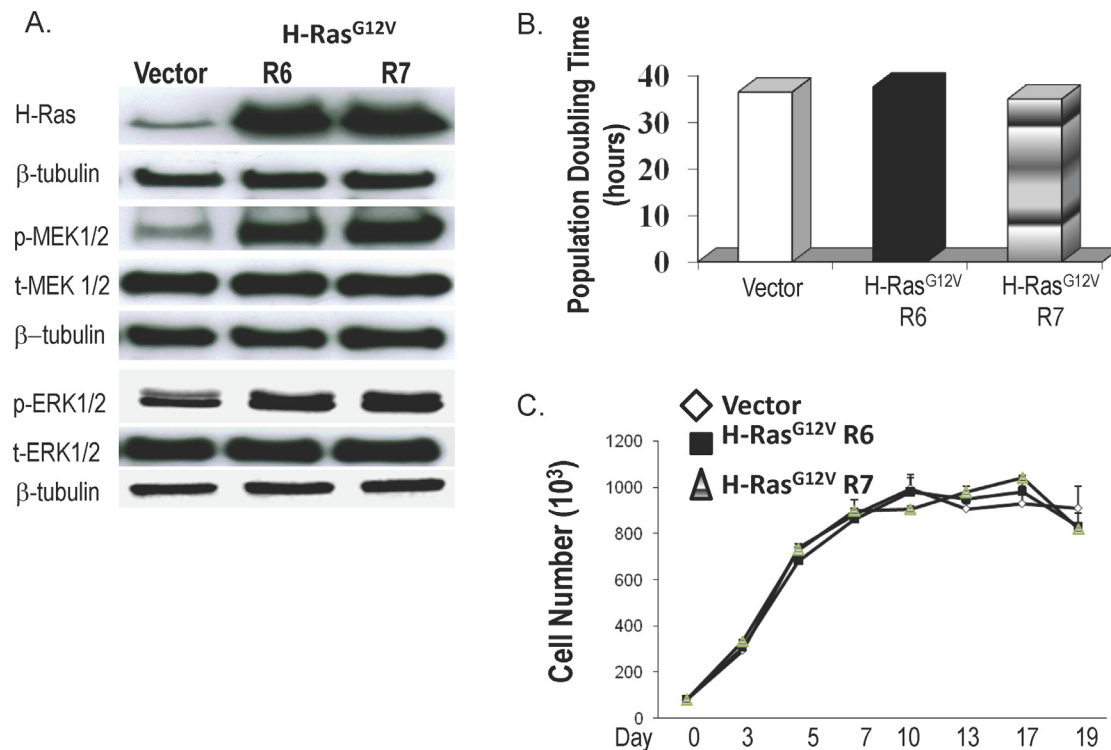 A.
H-Ras^G12V
Vector R6 R7
H-Ras
β-tubulin
p-MEK1/2
t-MEK 1/2
β–tubulin
p-ERK1/2
t-ERK1/2
β-tubulin
B.
Population Doubling Time
(hours)
40
30
20
10
0
Vector
H-Ras^G12V
R6
H-Ras^G12V
R7
C.
Vector
H-Ras^G12V R6
H-Ras^G12V R7
Cell Number (10^3)
1200
1000
800
600
400
200
0
Day 0 3 5 7 10 13 17 19